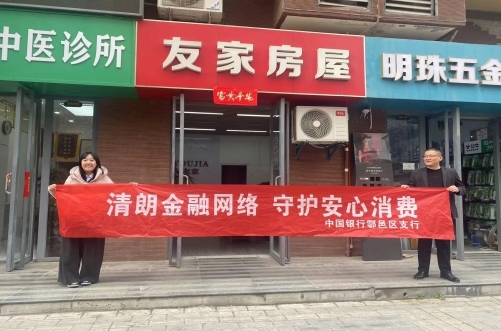 中医诊所
友家房屋
明珠五金
OUJIA
清朗金融网络 守护安心消费
中国银行鄠邑区支行